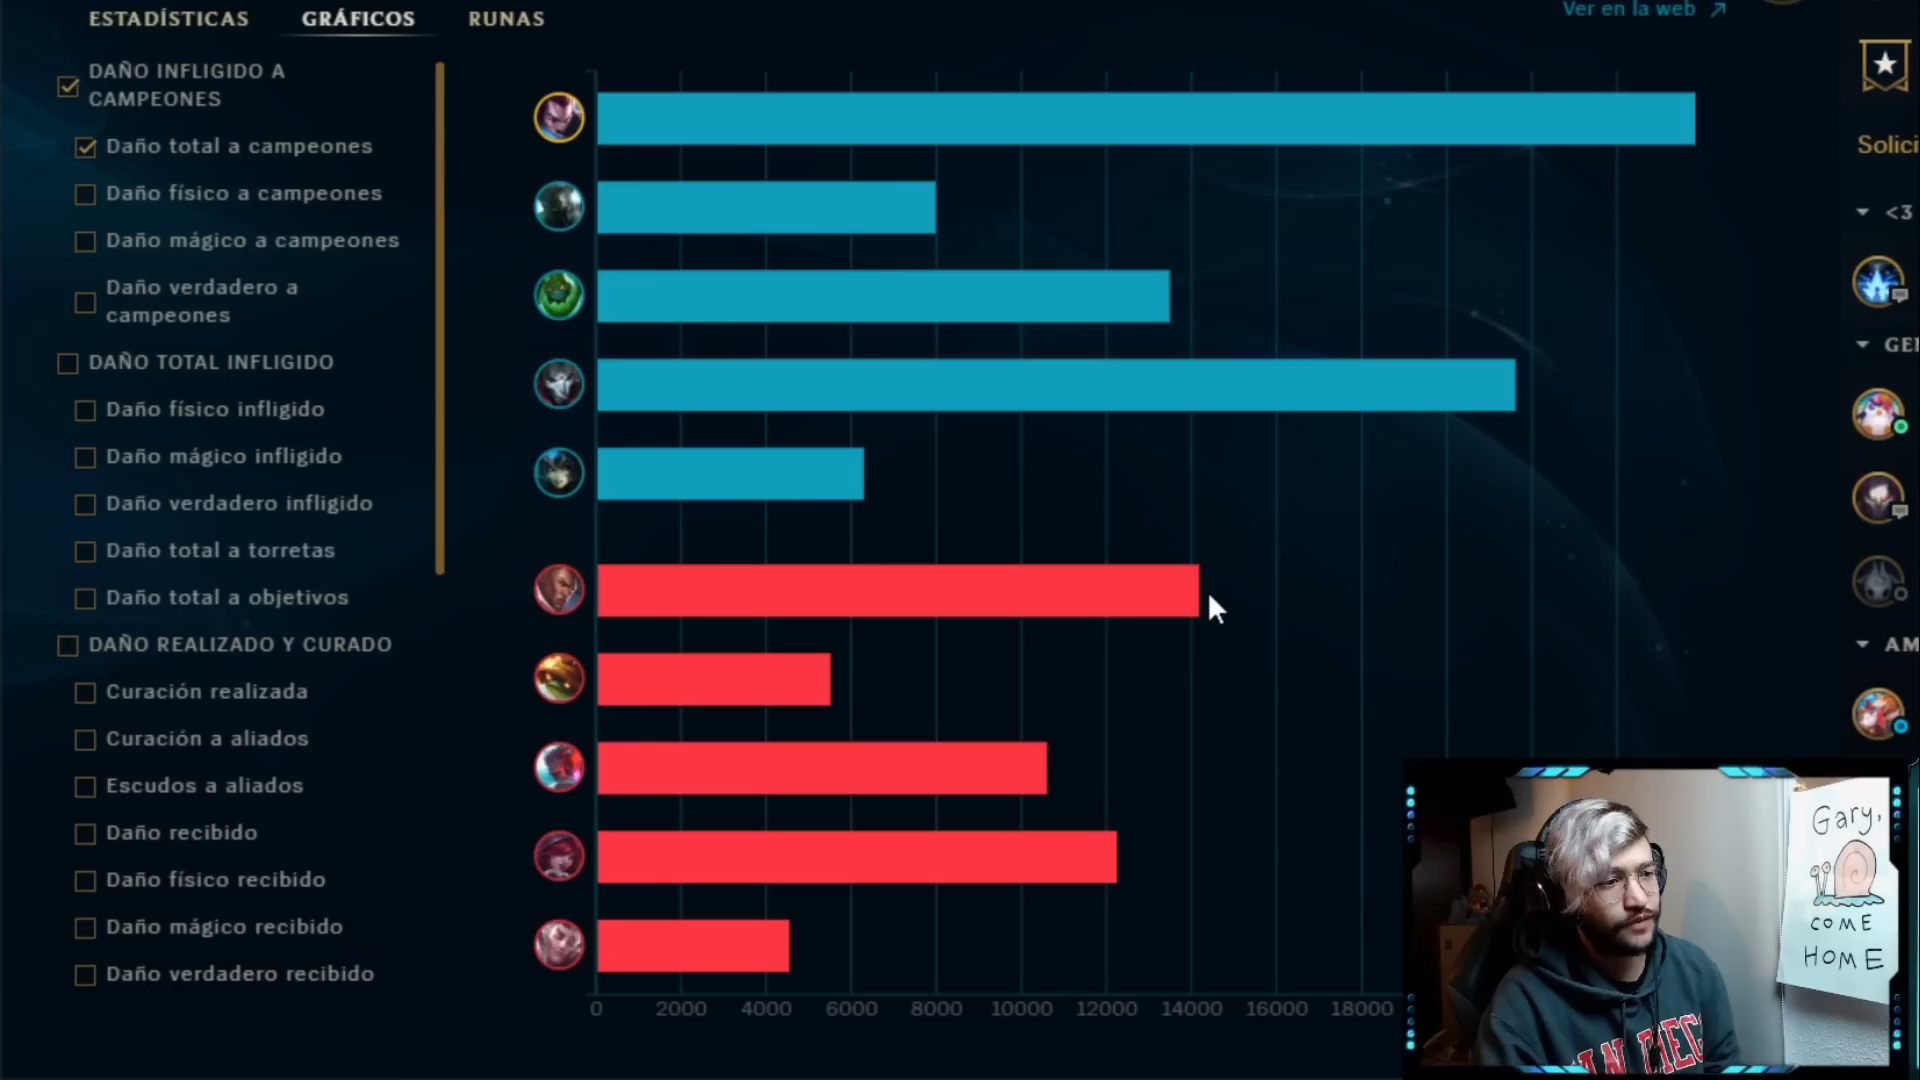 ESTADÍSTICAS
GRÁFICOS
RUNAS
Ver en la web
DAÑO INFLIGIDO A
CAMPEONES
Daño total a campeones
Daño físico a campeones
Daño mágico a campeones
Daño verdadero a
campeones
DAÑO TOTAL INFLIGIDO
Daño físico infligido
Daño mágico infligido
Daño verdadero infligido
Daño total a torretas
Daño total a objetivos
DAÑO REALIZADO Y CURADO
Curación realizada
Curación a aliados
Escudos a aliados
Daño recibido
Daño físico recibido
Daño mágico recibido
Daño verdadero recibido
0 2000 4000 6000 8000 10000 12000 14000 16000 18000
Solici
<3
GEN
AM
Gary,
COME
HOME